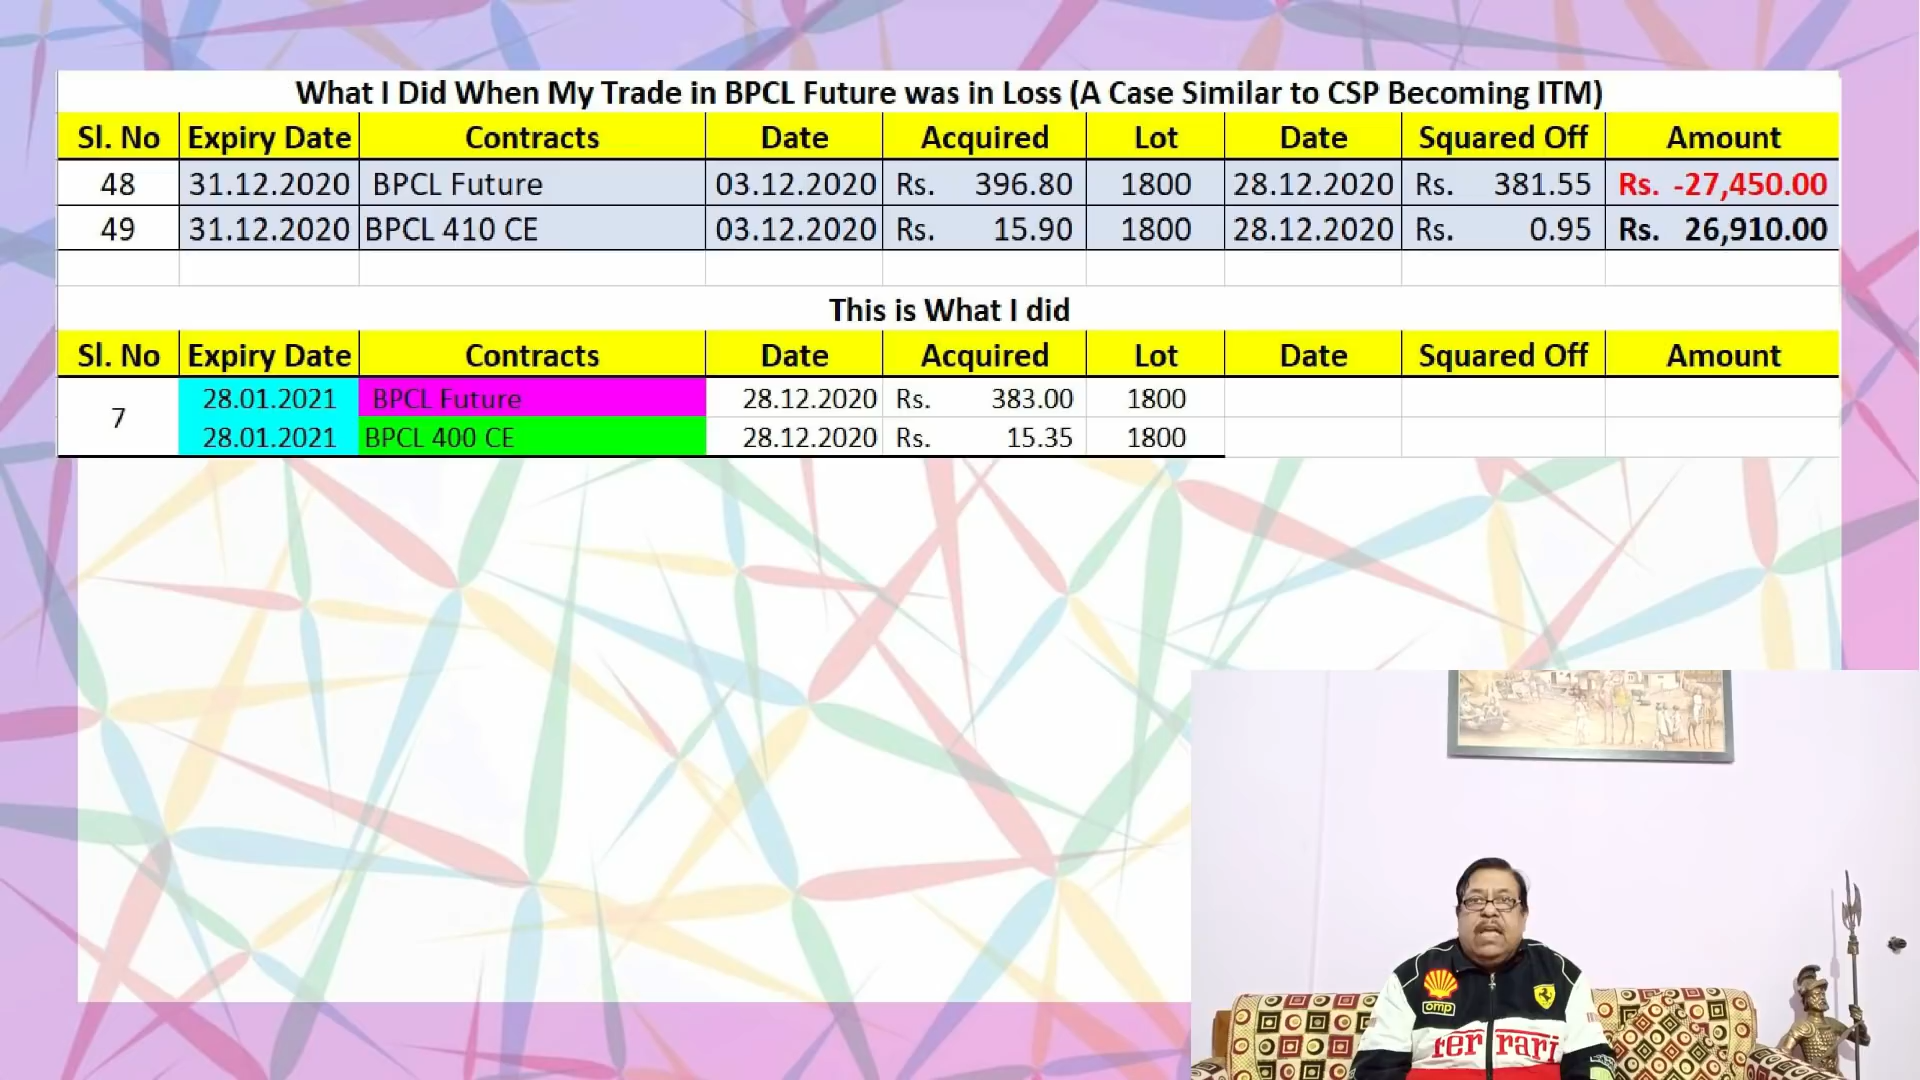 What I Did When My Trade in BPCL Future was in Loss (A Case Similar to CSP Becoming ITM)
Sl. No Expiry Date Contracts Date Acquired Lot Date Squared Off Amount
48 31.12.2020 BPCL Future 03.12.2020 Rs. 396.80 1800 28.12.2020 Rs. 381.55 Rs. -27,450.00
49 31.12.2020 BPCL 410 CE 03.12.2020 Rs. 15.90 1800 28.12.2020 Rs. 0.95 Rs. 26,910.00
This is What I did
Sl. No Expiry Date Contracts Date Acquired Lot Date Squared Off Amount
7
28.01.2021 BPCL Future 28.12.2020 Rs. 383.00 1800
28.01.2021 BPCL 400 CE 28.12.2020 Rs. 15.35 1800
omp
ferrari